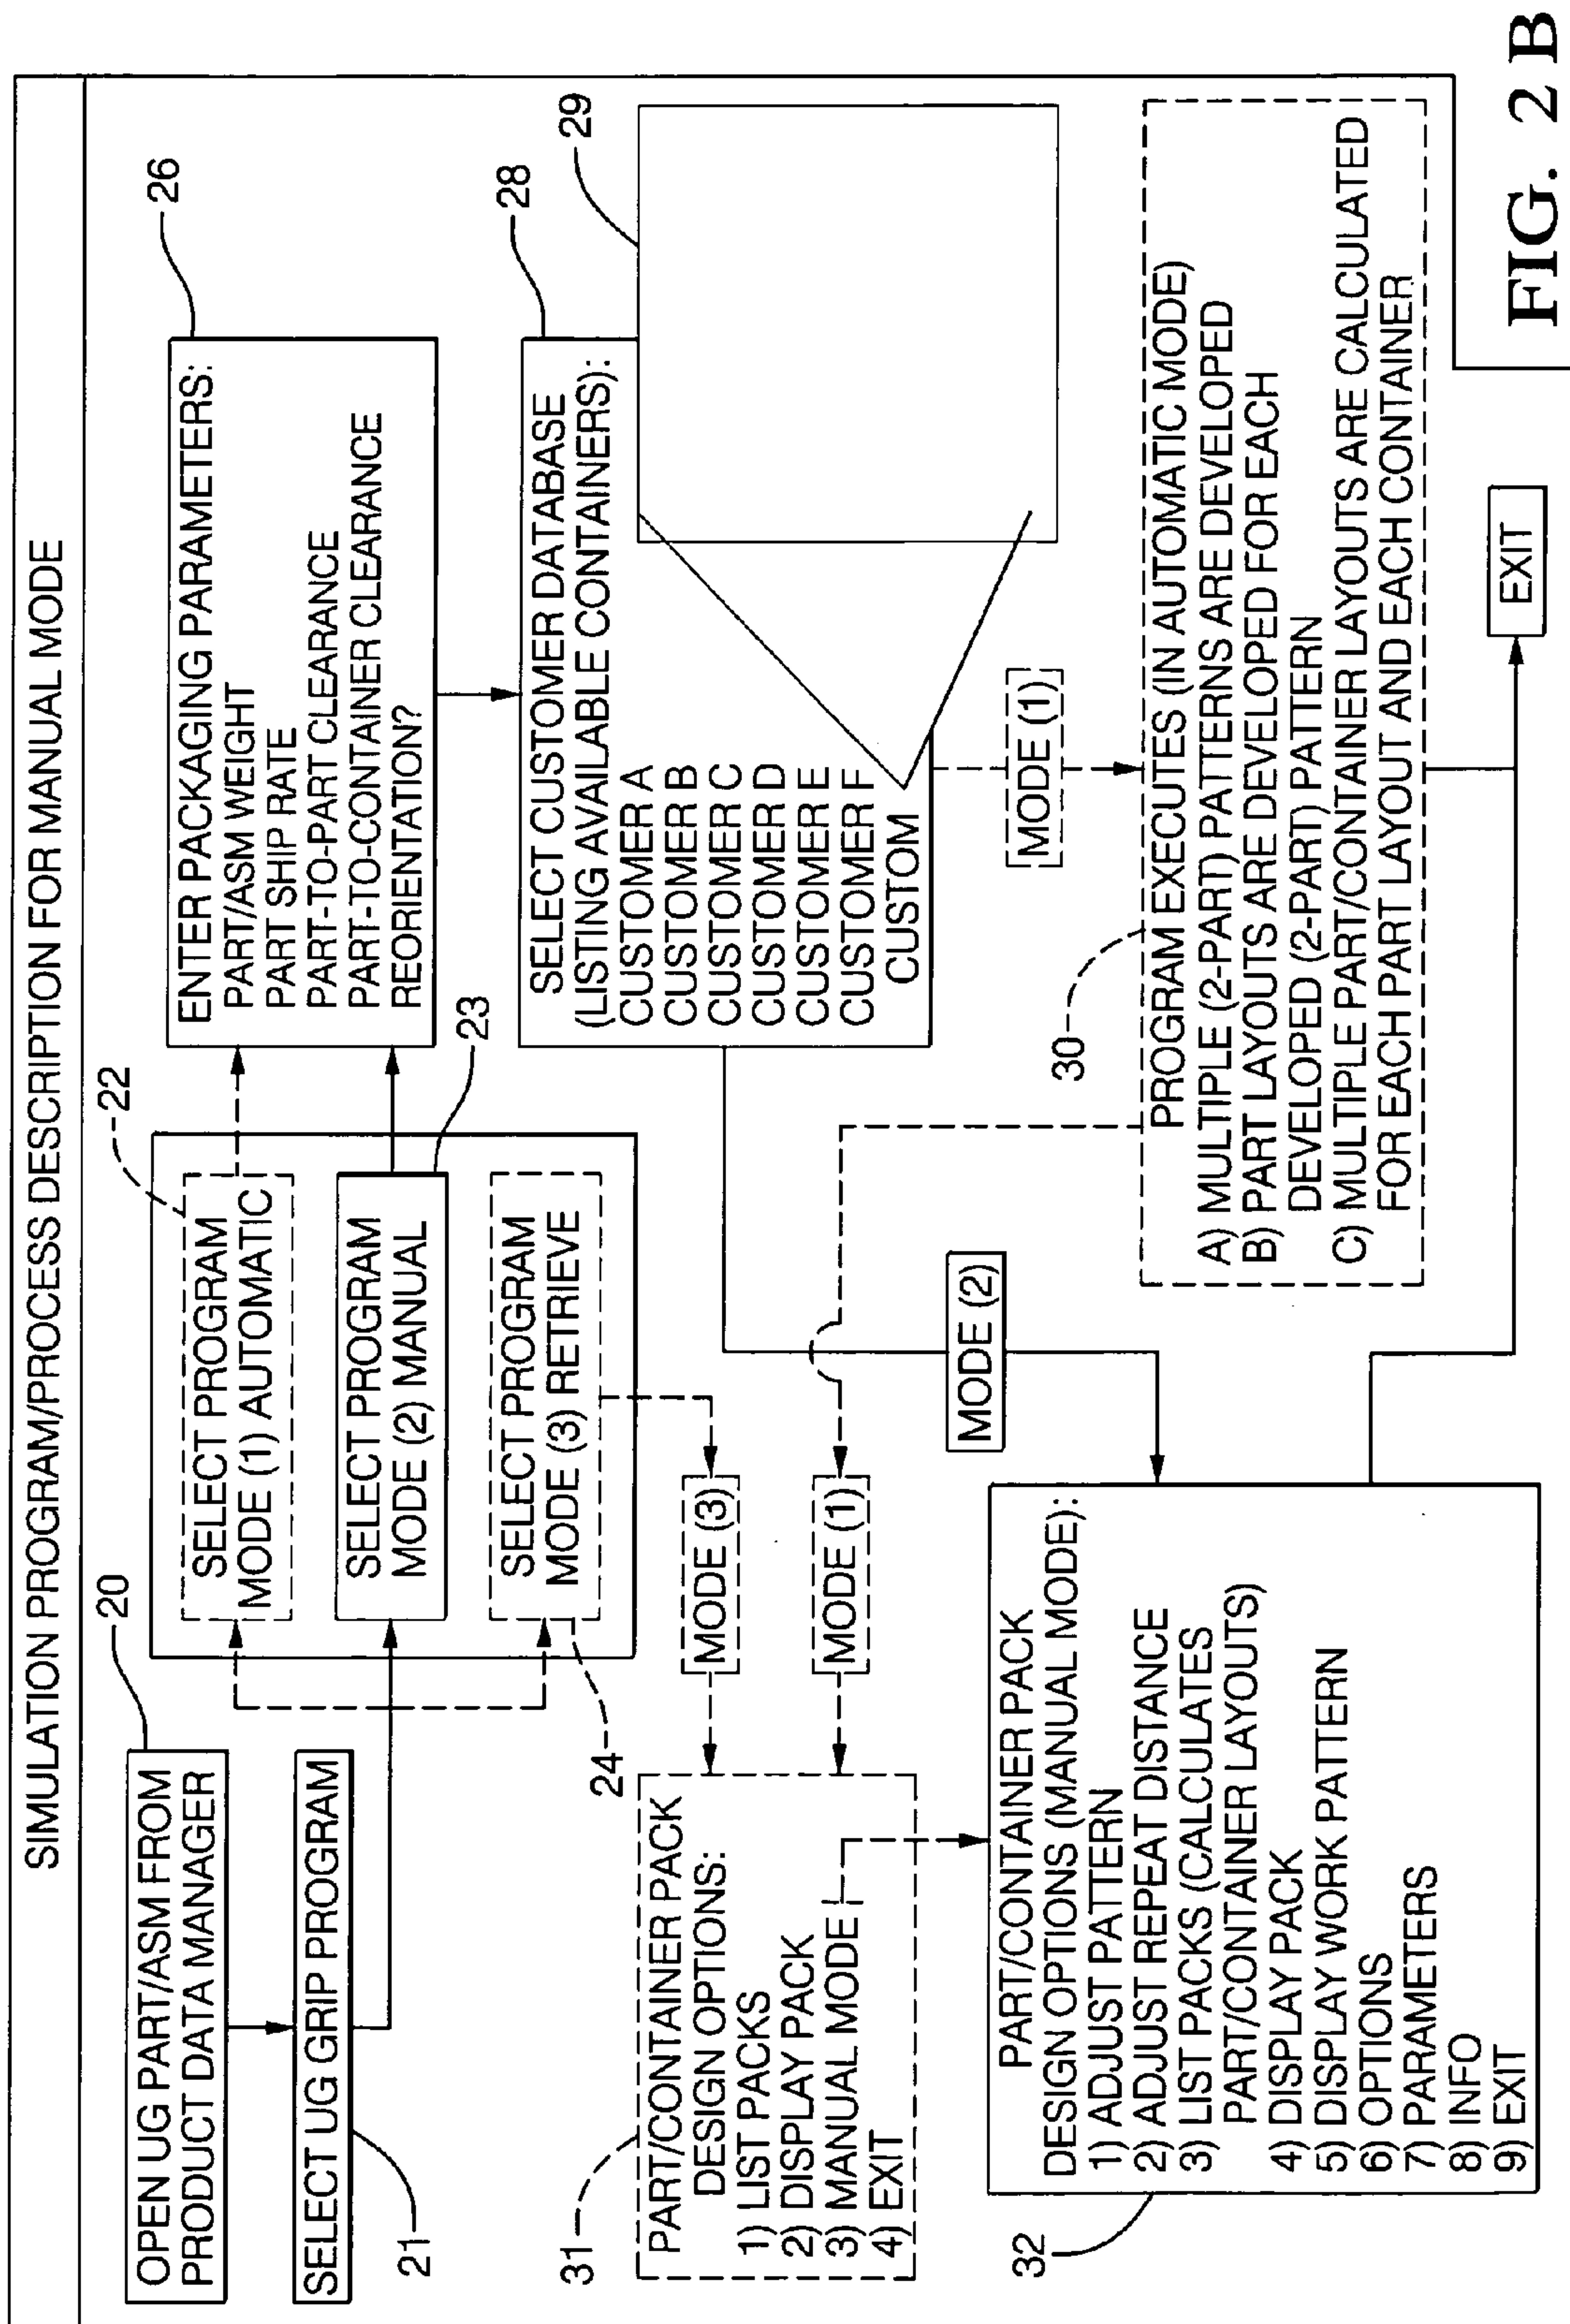 SIMULATION PROGRAM/PROCESS DESCRIPTION FOR MANUAL MODE
20
OPEN UG PART/ASM FROM
PRODUCT DATA MANAGER
SELECT UG GRIP PROGRAM
21
22
SELECT PROGRAM
MODE (1) AUTOMATIC
SELECT PROGRAM
MODE (2) MANUAL
23
SELECT PROGRAM
MODE (3) RETRIEVE
24
26
ENTER PACKAGING PARAMETERS:
PART/ASM WEIGHT
PART SHIP RATE
PART-TO-PART CLEARANCE
PART-TO-CONTAINER CLEARANCE
REORIENTATION?
28
SELECT CUSTOMER DATABASE
(LISTING AVAILABLE CONTAINERS):
CUSTOMER A
CUSTOMER B
CUSTOMER C
CUSTOMER D
CUSTOMER E
CUSTOMER F
CUSTOM
29
MODE (3)
MODE (1)
MODE (2)
MODE (1)
31
PART/CONTAINER PACK
DESIGN OPTIONS:
1) LIST PACKS
2) DISPLAY PACK
3) MANUAL MODE
4) EXIT
30
PROGRAM EXECUTES (IN AUTOMATIC MODE)
A) MULTIPLE (2-PART) PATTERNS ARE DEVELOPED
B) PART LAYOUTS ARE DEVELOPED FOR EACH
DEVELOPED (2-PART) PATTERN
C) MULTIPLE PART/CONTAINER LAYOUTS ARE CALCULATED
FOR EACH PART LAYOUT AND EACH CONTAINER
32
PART/CONTAINER PACK
DESIGN OPTIONS (MANUAL MODE):
1) ADJUST PATTERN
2) ADJUST REPEAT DISTANCE
3) LIST PACKS (CALCULATES
PART/CONTAINER LAYOUTS)
4) DISPLAY PACK
5) DISPLAY WORK PATTERN
6) OPTIONS
7) PARAMETERS
8) INFO
9) EXIT
EXIT
FIG. 2 B